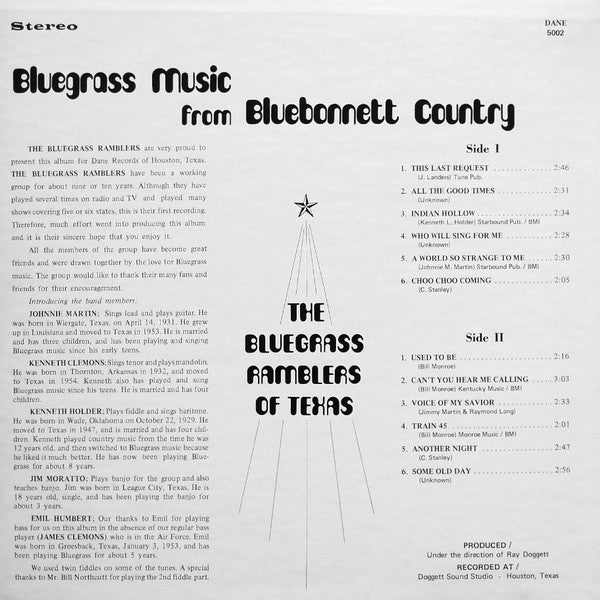 Stereo
DANE
5002
Bluegrass Music
from Bluebonnett Country
THE BLUEGRASS RAMBLERS are very proud to
present this album for Dane Records of Houston, Texas.
THE BLUEGRASS RAMBLERS have been a working
group for about nine or ten years. Although they have
played several times on radio and TV and played many
shows covering five or six states, this is their first recording.
Therefore, much effort went into producing this album
and it is their sincere hope that you enjoy it.
All the members of the group have become great
friends and were drawn together by the love for Bluegrass
music. The group would like to thank their many fans and
friends for their encouragement.
Introducing the band members;
JOHNNIE MARTIN; Sings lead and plays guitar. He
was born in Wiergate, Texas, on April 14, 1931. He grew
up in Louisiana and moved to Texas in 1953. He is married
and has three children, and has been playing and singing
Bluegrass music since his early teens.
KENNETH CLEMONS; Sings tenor and plays mandolin.
He was born in Thornton, Arkansas in 1932, and moved
to Texas in 1954. Kenneth also has played and sung
Bluegrass music since his teens. He is married and has four
children.
KENNETH HOLDER; Plays fiddle and sings baritone.
He was born in Wade, Oklahoma on October 22, 1929. He
moved to Texas in 1947, and is married and has four chil-
dren. Kenneth played country music from the time he was
12 years old, and then switched to Bluegrass music because
he liked it much better. He has now been playing Blue-
grass for about 8 years.
JIM MORATTO; Plays banjo for the group and also
teaches banjo, Jim was born in League City, Texas. He is
18 years old, single, and has been playing the banjo for
about 3 years.
EMIL HUMBERT; Our thanks to Emil for playing
bass for us on this album in the absence of our regular bass
player (JAMES CLEMONS) who is in the Air Force. Emil
was born in Groesback, Texas, January 3, 1953, and has
been playing Bluegrass for about 5 years.
We used twin fiddles on some of the tunes. A special
thanks to Mr. Bill Northcutt for playing the 2nd fiddle part.
THE
BLUEGRASS
RAMBLERS
OF TEXAS
Side I
1. THIS LAST REQUEST . . . . . . . . . . . . . 2:46
(J. Landers) Tune Pub.
2. ALL THE GOOD TIMES . . . . . . . . . . . . 2:31
(Unknown)
3. INDIAN HOLLOW . . . . . . . . . . . . . . . . 2:34
(Kenneth L. Holder) Starbound Pub. / BMI
4. WHO WILL SING FOR ME . . . . . . . . . . 2:28
(Unknown)
5. A WORLD SO STRANGE TO ME . . . . . . 2:30
(Johnnie M. Martin) Starbound Pub. / BMI
6. CHOO CHOO COMING . . . . . . . . . . . . 2:05
(C. Stanley)
Side II
1. USED TO BE . . . . . . . . . . . . . . . . . . . 2:16
(Bill Monroe)
2. CAN'T YOU HEAR ME CALLING . . . . . . 3:03
(Bill Monroe) Kentucky Music / BMI
3. VOICE OF MY SAVIOR . . . . . . . . . . . . 2:33
(Jimmy Martin & Raymond Long)
4. TRAIN 45 . . . . . . . . . . . . . . . . . . . . . 2:01
(Bill Monroe) Monroe Music / BMI
5. ANOTHER NIGHT . . . . . . . . . . . . . . . 2:47
(C. Stanley)
6. SOME OLD DAY . . . . . . . . . . . . . . . . . 2:56
(Unknown)
PRODUCED /
Under the direction of Ray Doggett
RECORDED AT /
Doggett Sound Studio - Houston, Texas